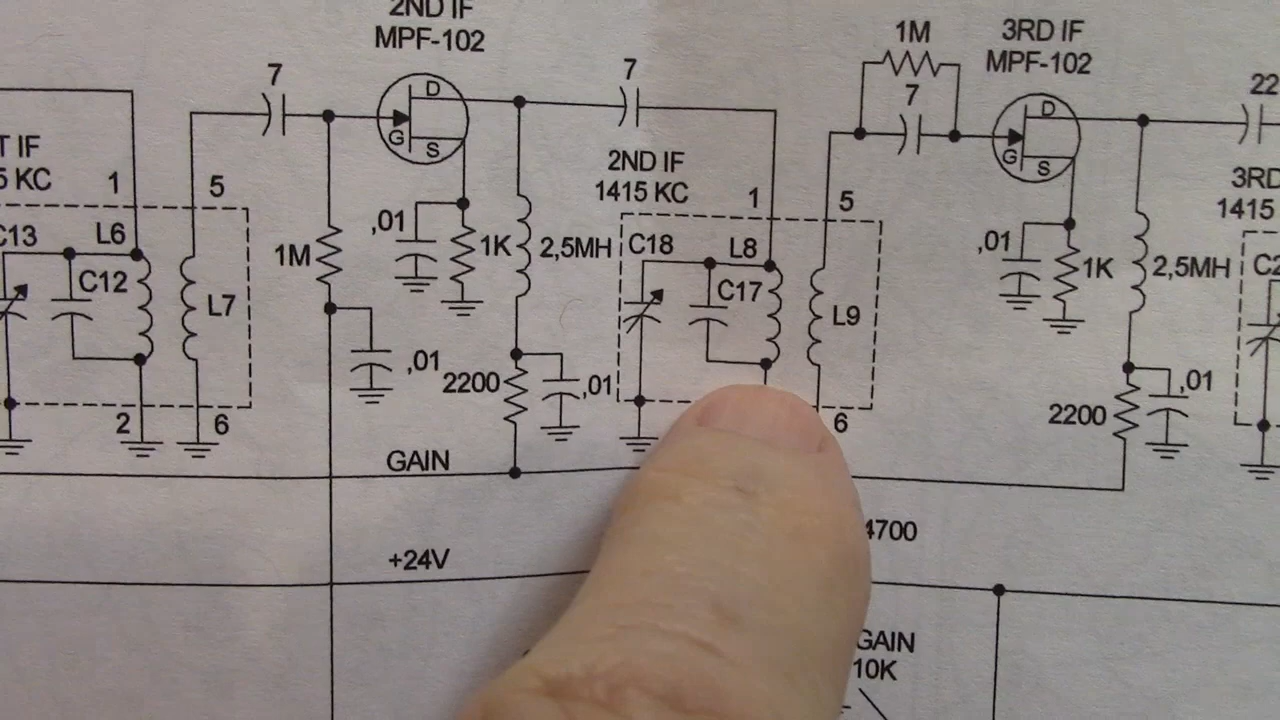 2ND IF
MPF-102
1M
3RD IF
MPF-102
7
7
7
22
D
G
S
D
G
S
T IF
5 KC
1
5
2ND IF
1415 KC
1
5
3RD
1415
C13
L6
C12
L7
1M
,01
1K
2,5MH
C18
L8
C17
L9
,01
1K
2,5MH
C2
,01
2200
,01
2200
,01
2
6
6
GAIN
4700
+24V
GAIN
10K